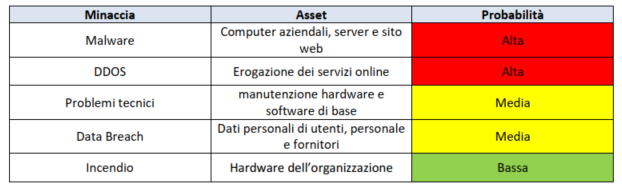 Minaccia Asset Probabilità
Malware Computer aziendali, server e sito web Alta
DDOS Erogazione dei servizi online Alta
Problemi tecnici manutenzione hardware e software di base Media
Data Breach Dati personali di utenti, personale e fornitori Media
Incendio Hardware dell'organizzazione Bassa